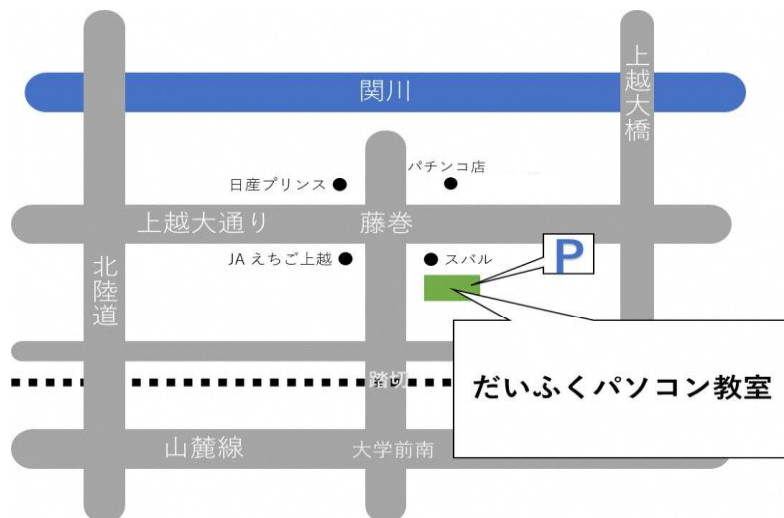 関川
上越大橋
パチンコ店
日産プリンス
上越大通り
藤巻
JA えちご上越
スバル
P
北陸道
踏切
だいふくパソコン教室
山麓線
大学前南